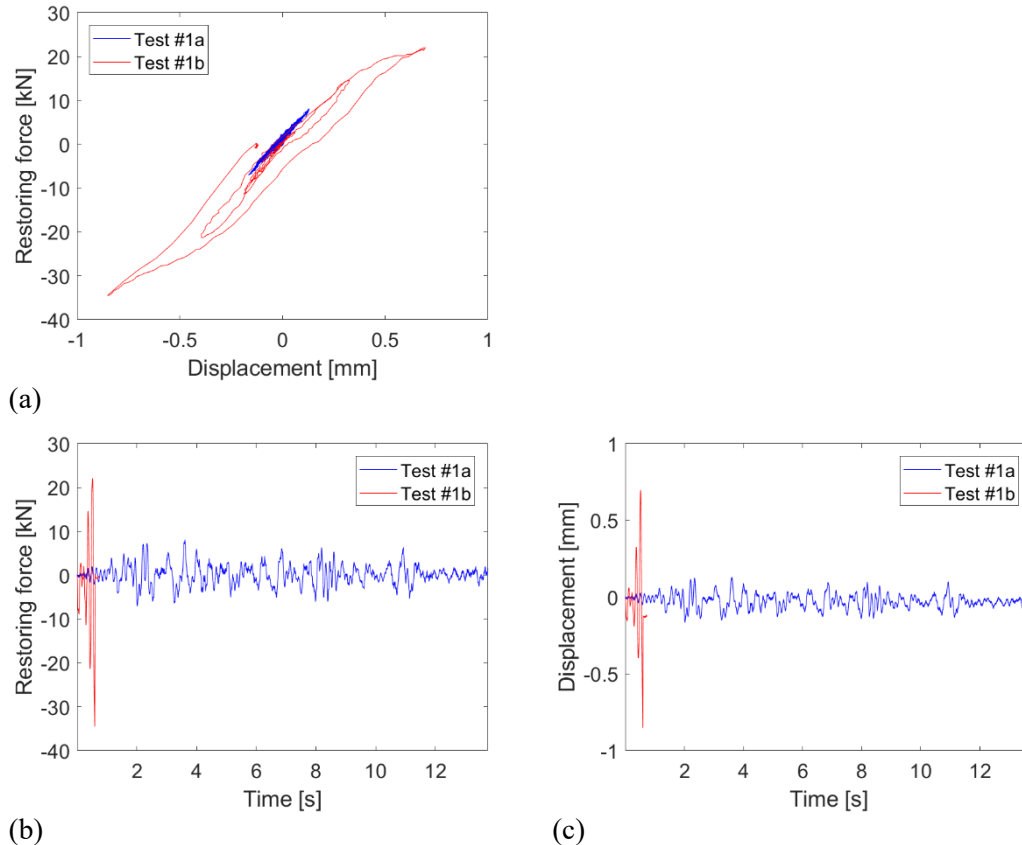 30
20
10
0
-10
-20
-30
-40
Restoring force [kN]
Test #1a
Test #1b
-1
-0.5
0
0.5
1
Displacement [mm]
(a)
30
20
10
0
-10
-20
-30
-40
Restoring force [kN]
Test #1a
Test #1b
2
4
6
8
10
12
Time [s]
(b)
1
0.5
0
-0.5
-1
Displacement [mm]
Test #1a
Test #1b
2
4
6
8
10
12
Time [s]
(c)